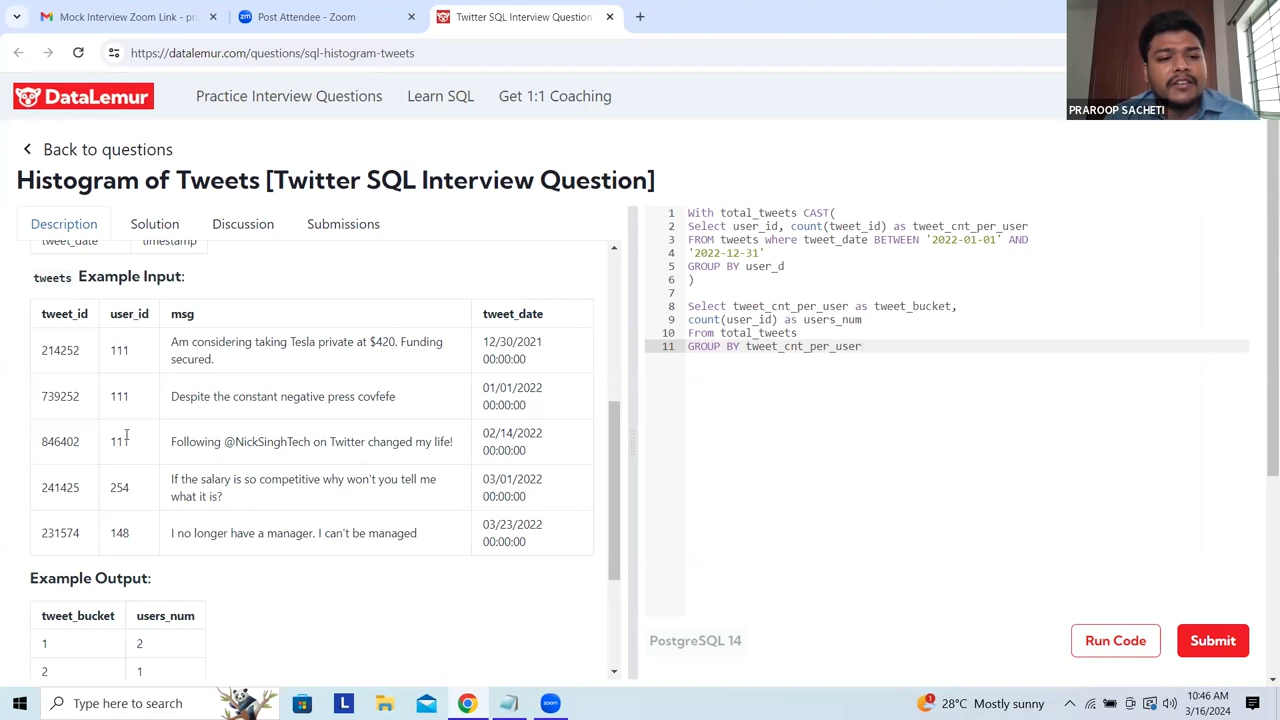 Mock Interview Zoom Link - pr
Post Attendee - Zoom
Twitter SQL Interview Question
https://datalemur.com/questions/sql-histogram-tweets
DataLemur
Practice Interview Questions
Learn SQL
Get 1:1 Coaching
PRAROOP SACHETI
Back to questions
Histogram of Tweets [Twitter SQL Interview Question]
Description
Solution
Discussion
Submissions
tweet_date timestamp
tweets Example Input:
tweet_id user_id msg tweet_date
214252 111 Am considering taking Tesla private at $420. Funding secured. 12/30/2021 00:00:00
739252 111 Despite the constant negative press covfefe 01/01/2022 00:00:00
846402 111 Following @NickSinghTech on Twitter changed my life! 02/14/2022 00:00:00
241425 254 If the salary is so competitive why won't you tell me what it is? 03/01/2022 00:00:00
231574 148 I no longer have a manager. I can't be managed 03/23/2022 00:00:00
Example Output:
tweet_bucket users_num
1 2
2 1
1 With total_tweets CAST(
2 Select user_id, count(tweet_id) as tweet_cnt_per_user
3 FROM tweets where tweet_date BETWEEN '2022-01-01' AND
4 '2022-12-31'
5 GROUP BY user_d
6 )
7
8 Select tweet_cnt_per_user as tweet_bucket,
9 count(user_id) as users_num
10 From total_tweets
11 GROUP BY tweet_cnt_per_user
PostgreSQL 14
Run Code
Submit
Type here to search
28°C Mostly sunny
10:46 AM
3/16/2024